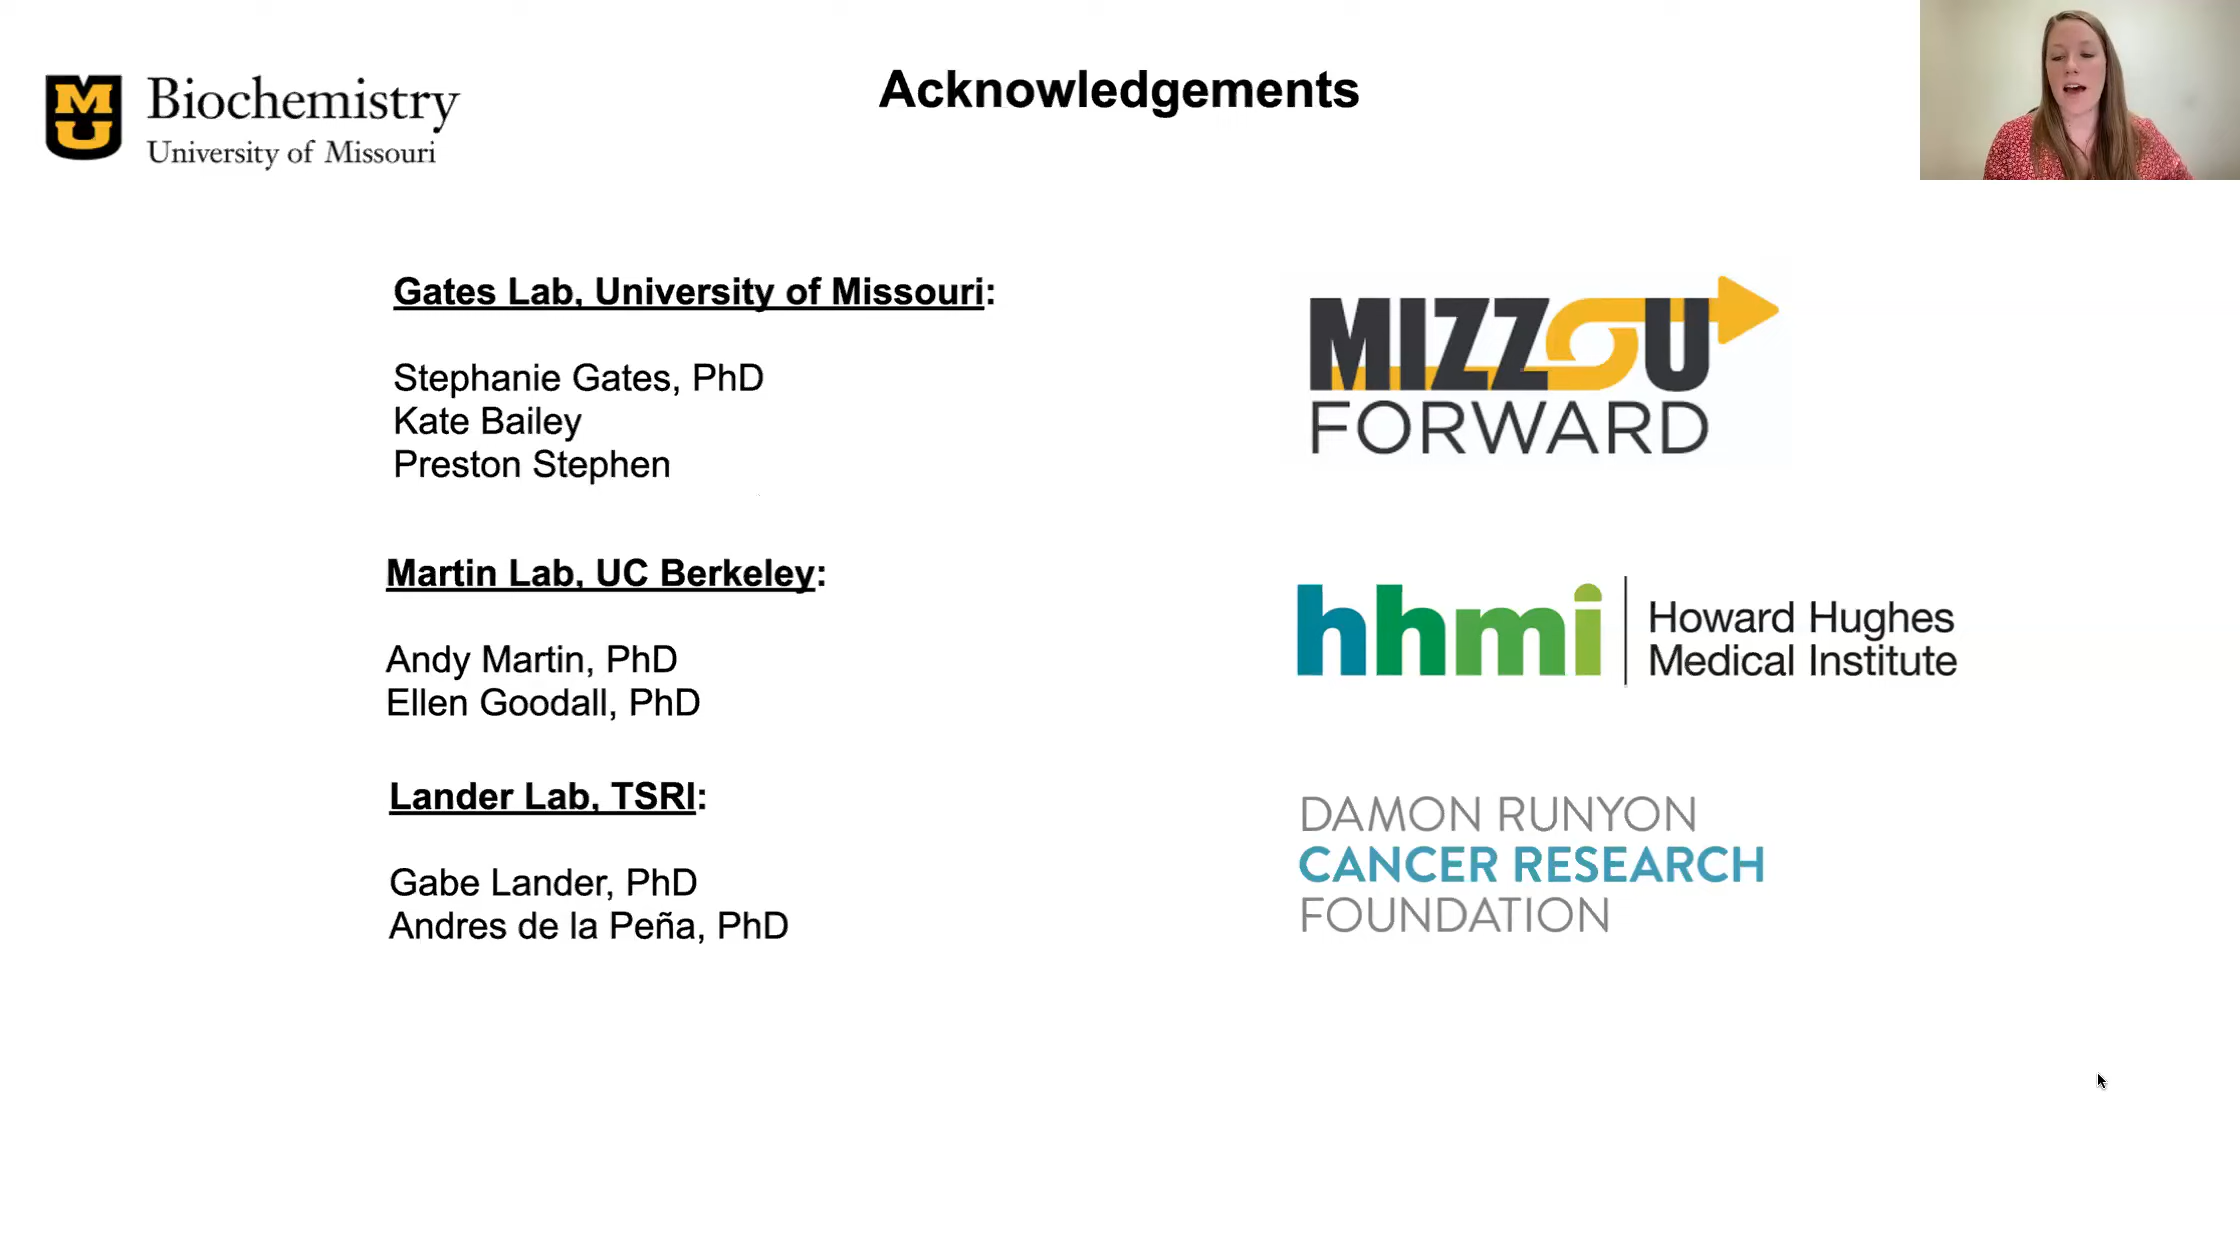 MU
Biochemistry
University of Missouri
Acknowledgements
Gates Lab, University of Missouri:
Stephanie Gates, PhD
Kate Bailey
Preston Stephen
Martin Lab, UC Berkeley:
Andy Martin, PhD
Ellen Goodall, PhD
Lander Lab, TSRI:
Gabe Lander, PhD
Andres de la Peña, PhD
MIZZOU
FORWARD
hhmi
Howard Hughes
Medical Institute
DAMON RUNYON
CANCER RESEARCH
FOUNDATION